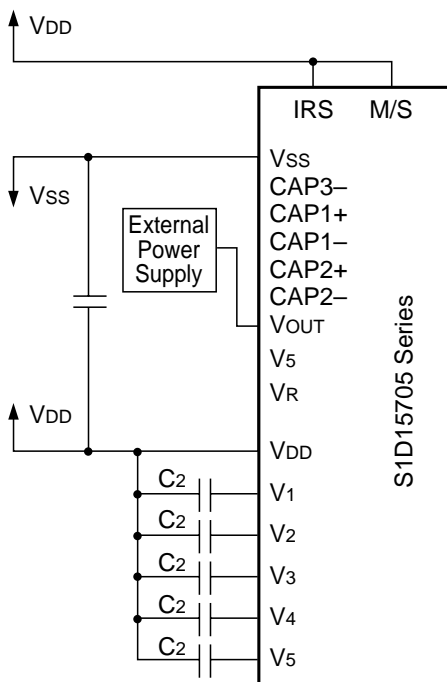 VDD
IRS M/S
VSS
VSS
CAP3–
CAP1+
CAP1–
CAP2+
CAP2–
External
Power
Supply
VOUT
V5
VR
S1D15705 Series
VDD
VDD
C2 V1
C2 V2
C2 V3
C2 V4
C2 V5